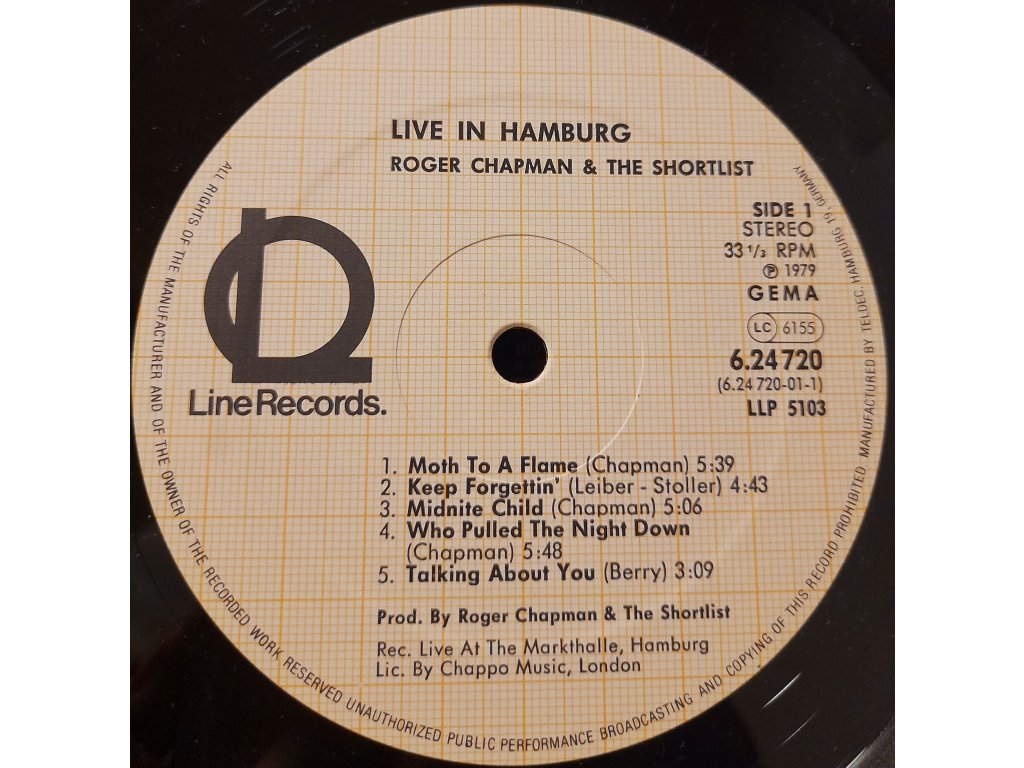 LIVE IN HAMBURG
ROGER CHAPMAN & THE SHORTLIST
SIDE 1
STEREO
33 1/3 RPM
℗ 1979
GEMA
LC 6155
6.24 720
(6.24 720-01-1)
LLP 5103
Line Records.
1. Moth To A Flame (Chapman) 5:39
2. Keep Forgettin' (Leiber - Stoller) 4:43
3. Midnite Child (Chapman) 5:06
4. Who Pulled The Night Down
(Chapman) 5:48
5. Talking About You (Berry) 3:09
Prod. By Roger Chapman & The Shortlist
Rec. Live At The Markthalle, Hamburg
Lic. By Chappo Music, London
ALL RIGHTS OF THE MANUFACTURER AND OF THE OWNER OF THE RECORDED WORK RESERVED UNAUTHORIZED PUBLIC PERFORMANCE BROADCASTING AND COPYING OF THIS RECORD PROHIBITED. MANUFACTURED BY TELDEC, HAMBURG 19, GERMANY